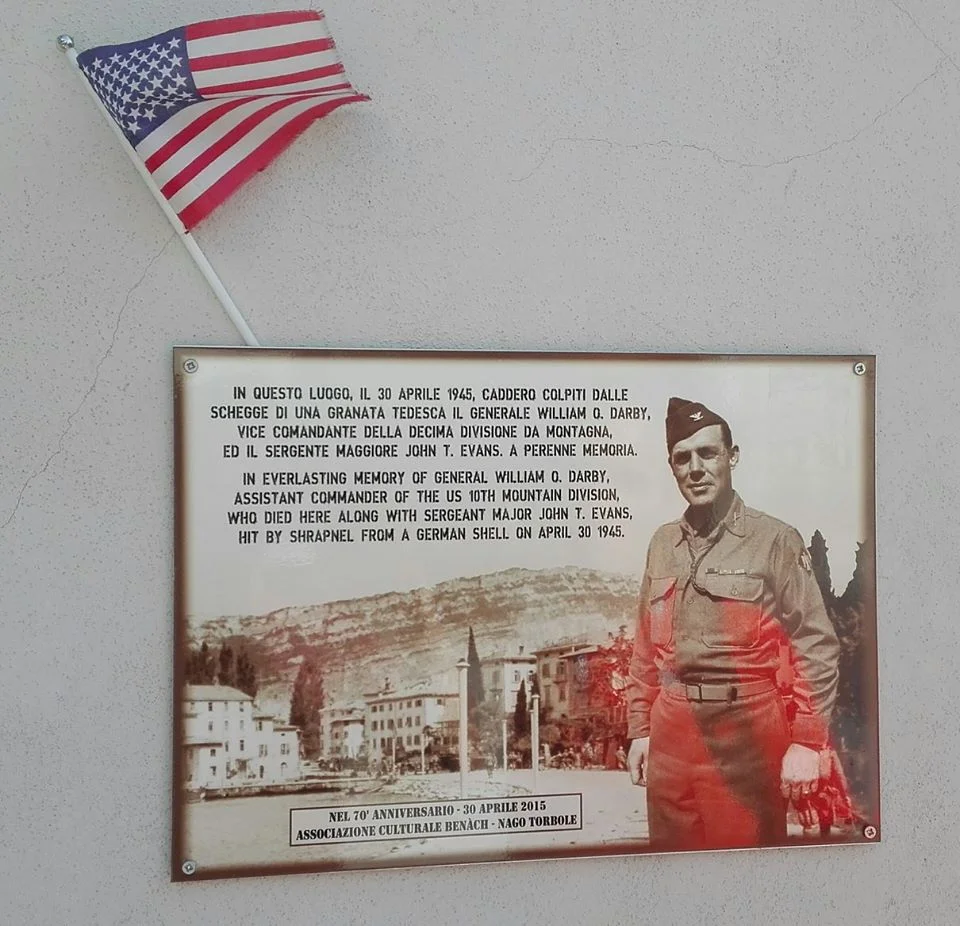 IN QUESTO LUOGO, IL 30 APRILE 1945, CADDERO COLPITI DALLE
SCHEGGE DI UNA GRANATA TEDESCA IL GENERALE WILLIAM O. DARBY,
VICE COMANDANTE DELLA DECIMA DIVISIONE DA MONTAGNA,
ED IL SERGENTE MAGGIORE JOHN T. EVANS. A PERENNE MEMORIA.
IN EVERLASTING MEMORY OF GENERAL WILLIAM O. DARBY,
ASSISTANT COMMANDER OF THE US 10TH MOUNTAIN DIVISION,
WHO DIED HERE ALONG WITH SERGEANT MAJOR JOHN T. EVANS,
HIT BY SHRAPNEL FROM A GERMAN SHELL ON APRIL 30 1945.
NEL 70' ANNIVERSARIO - 30 APRILE 2015
ASSOCIAZIONE CULTURALE BENÀCH - NAGO TORBOLE